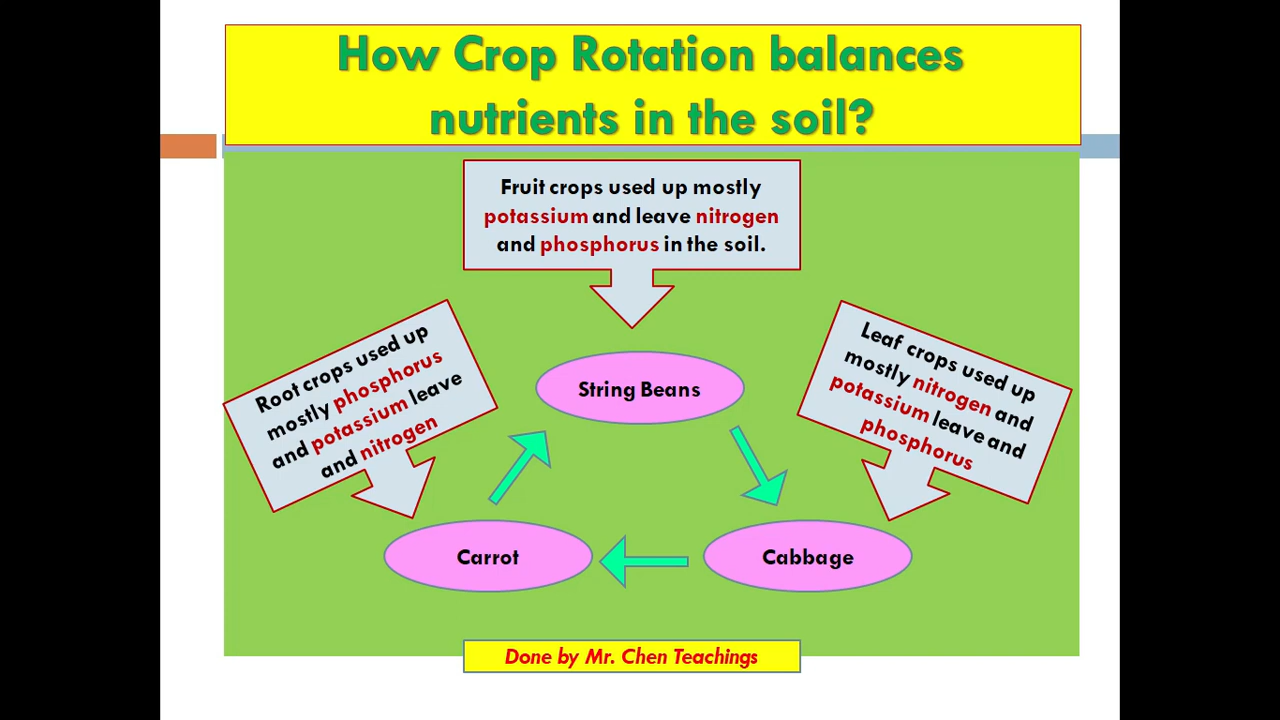 How Crop Rotation balances
nutrients in the soil?
Fruit crops used up mostly
potassium and leave nitrogen
and phosphorus in the soil.
Root crops used up
mostly phosphorus
and potassium leave
and nitrogen
Leaf crops used up
mostly nitrogen and
potassium leave and
phosphorus
String Beans
Carrot
Cabbage
Done by Mr. Chen Teachings